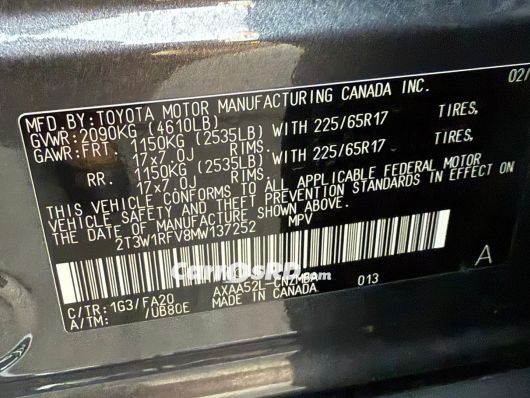 MFD.BY:TOYOTA MOTOR MANUFACTURING CANADA INC. 02/
GVWR:2090KG (4610LB)
GAWR:FRT. 1150KG (2535LB) WITH 225/65R17 TIRES,
17x7.0J RIMS.
RR. 1150KG (2535LB) WITH 225/65R17 TIRES,
17x7.0J RIMS.
THIS VEHICLE CONFORMS TO ALL APPLICABLE FEDERAL MOTOR
VEHICLE SAFETY AND THEFT PREVENTION STANDARDS IN EFFECT ON
THE DATE OF MANUFACTURE SHOWN ABOVE.
2T3W1RFV8MW137252 MPV
A
CarrosRD.com
C/TR:1G3/FA20 AXAA52L-CNZMBA 013
A/TM: /UB80E MADE IN CANADA